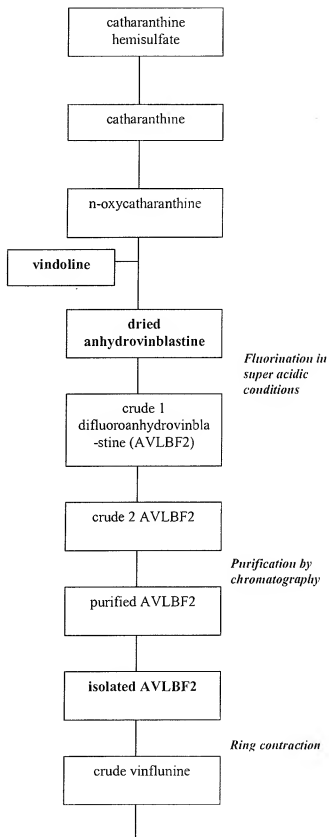 catharanthine
hemisulfate
catharanthine
n-oxycatharanthine
vindoline
dried
anhydrovinblastine
Fluorination in
super acidic
conditions
crude 1
difluoroanhydrovinbla
-stine (AVLBF2)
crude 2 AVLBF2
Purification by
chromatography
purified AVLBF2
isolated AVLBF2
Ring contraction
crude vinflunine